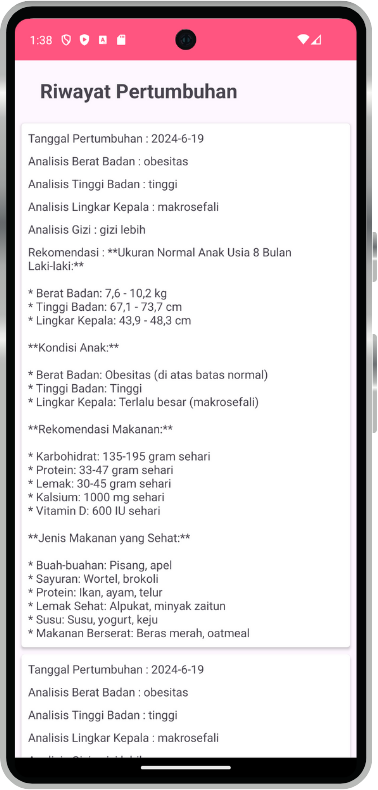 1:38
Riwayat Pertumbuhan
Tanggal Pertumbuhan : 2024-6-19
Analisis Berat Badan : obesitas
Analisis Tinggi Badan : tinggi
Analisis Lingkar Kepala : makrosefali
Analisis Gizi : gizi lebih
Rekomendasi : **Ukuran Normal Anak Usia 8 Bulan
Laki-laki:**
* Berat Badan: 7,6 - 10,2 kg
* Tinggi Badan: 67,1 - 73,7 cm
* Lingkar Kepala: 43,9 - 48,3 cm
**Kondisi Anak:**
* Berat Badan: Obesitas (di atas batas normal)
* Tinggi Badan: Tinggi
* Lingkar Kepala: Terlalu besar (makrosefali)
**Rekomendasi Makanan:**
* Karbohidrat: 135-195 gram sehari
* Protein: 33-47 gram sehari
* Lemak: 30-45 gram sehari
* Kalsium: 1000 mg sehari
* Vitamin D: 600 IU sehari
**Jenis Makanan yang Sehat:**
* Buah-buahan: Pisang, apel
* Sayuran: Wortel, brokoli
* Protein: Ikan, ayam, telur
* Lemak Sehat: Alpukat, minyak zaitun
* Susu: Susu, yogurt, keju
* Makanan Berserat: Beras merah, oatmeal
Tanggal Pertumbuhan : 2024-6-19
Analisis Berat Badan : obesitas
Analisis Tinggi Badan : tinggi
Analisis Lingkar Kepala : makrosefali